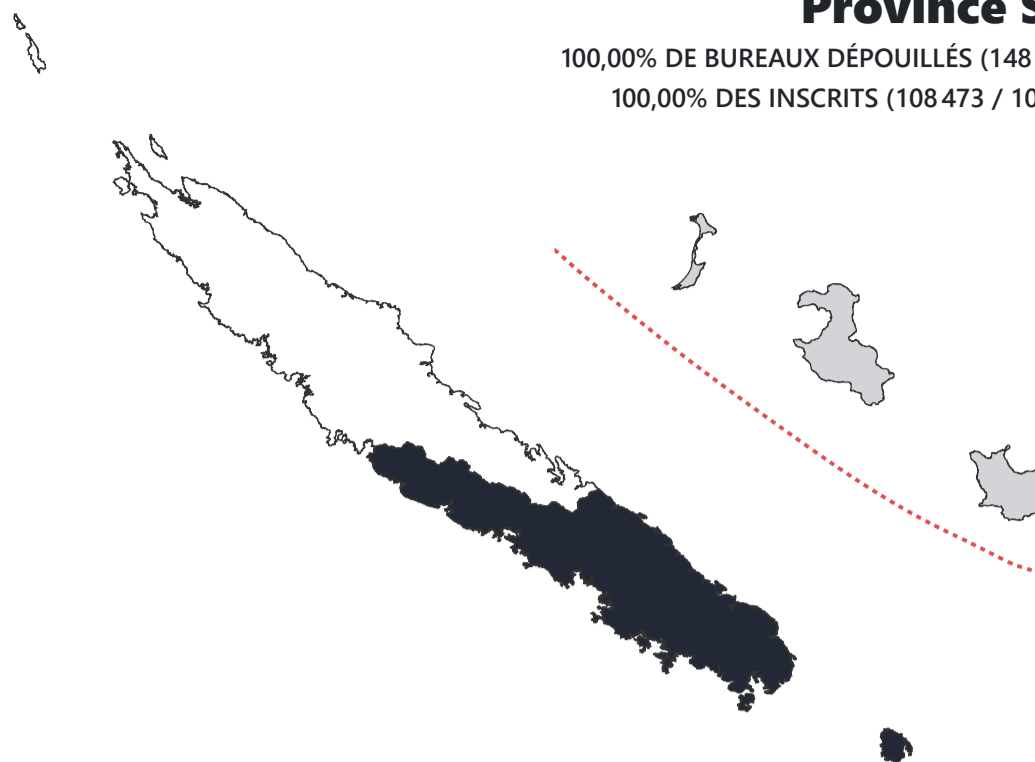 Province S
100,00% DE BUREAUX DÉPOUILLÉS (148
100,00% DES INSCRITS (108 473 / 10